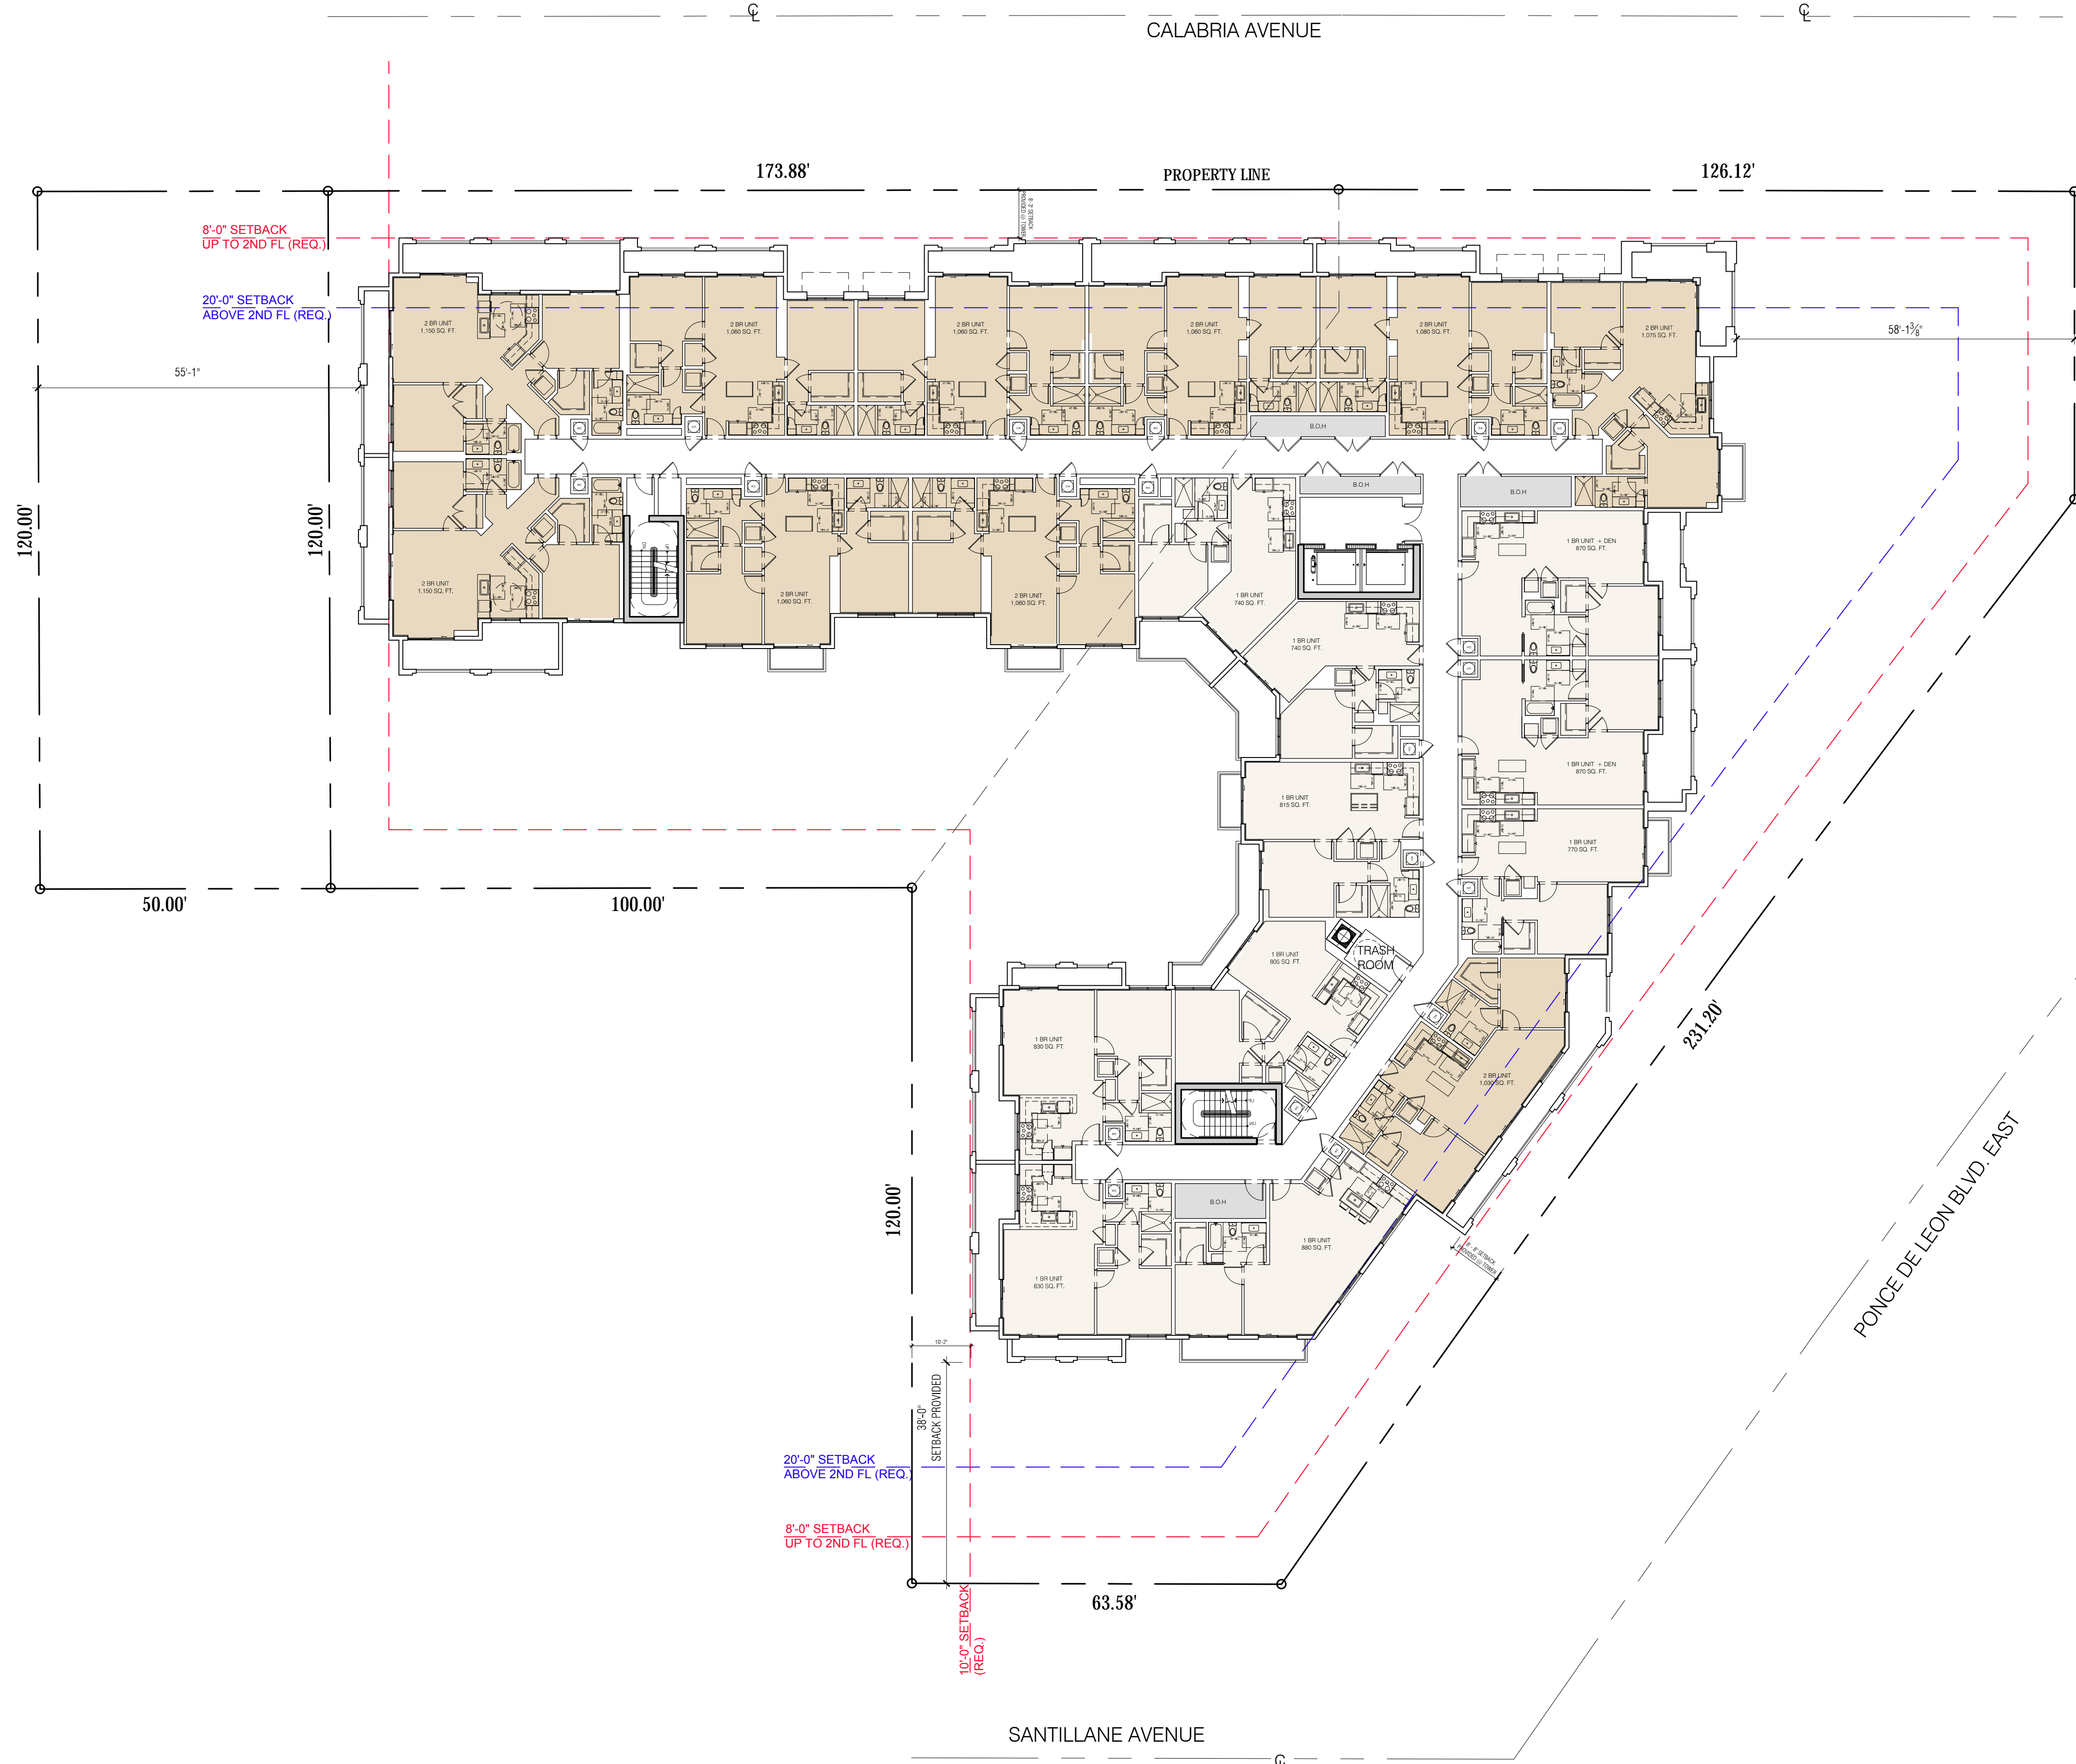 CALABRIA AVENUE
173.88'
PROPERTY LINE
126.12'
8'-0" SETBACK
UP TO 2ND FL (REQ.)
20'-0" SETBACK
ABOVE 2ND FL (REQ.)
55'-1"
58'-1 3/8"
120.00'
120.00'
2 BR UNIT
1,150 SQ. FT.
2 BR UNIT
1,060 SQ. FT.
2 BR UNIT
1,060 SQ. FT.
2 BR UNIT
1,060 SQ. FT.
2 BR UNIT
1,080 SQ. FT.
2 BR UNIT
1,075 SQ. FT.
B.O.H
B.O.H
B.O.H
2 BR UNIT
1,150 SQ. FT.
2 BR UNIT
1,060 SQ. FT.
2 BR UNIT
1,060 SQ. FT.
1 BR UNIT
740 SQ. FT.
1 BR UNIT
740 SQ. FT.
1 BR UNIT + DEN
870 SQ. FT.
1 BR UNIT + DEN
870 SQ. FT.
1 BR UNIT
815 SQ. FT.
1 BR UNIT
770 SQ. FT.
50.00'
100.00'
1 BR UNIT
805 SQ. FT.
TRASH
ROOM
1 BR UNIT
830 SQ. FT.
2 BR UNIT
1,030 SQ. FT.
231.20'
B.O.H
1 BR UNIT
880 SQ. FT.
1 BR UNIT
830 SQ. FT.
120.00'
8' - 8" SETBACK
PROVIDED @ TOWER
10'-2"
38'-0"
SETBACK PROVIDED
20'-0" SETBACK
ABOVE 2ND FL (REQ.)
8'-0" SETBACK
UP TO 2ND FL (REQ.)
10'-0" SETBACK
(REQ.)
63.58'
PONCE DE LEON BLVD. EAST
SANTILLANE AVENUE